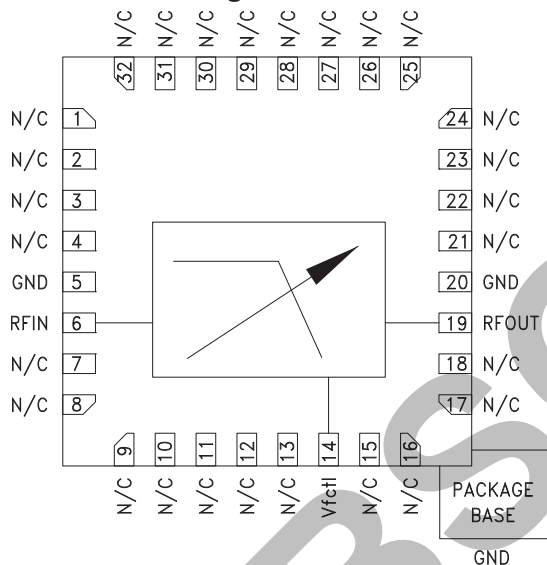 N/C N/C N/C N/C N/C N/C N/C N/C
32 31 30 29 28 27 26 25
N/C 1 24 N/C
N/C 2 23 N/C
N/C 3 22 N/C
N/C 4 21 N/C
GND 5 20 GND
RFIN 6 19 RFOUT
N/C 7 18 N/C
N/C 8 17 N/C
9 10 11 12 13 14 15 16
N/C N/C N/C N/C N/C Vfctl N/C N/C
PACKAGE
BASE
GND